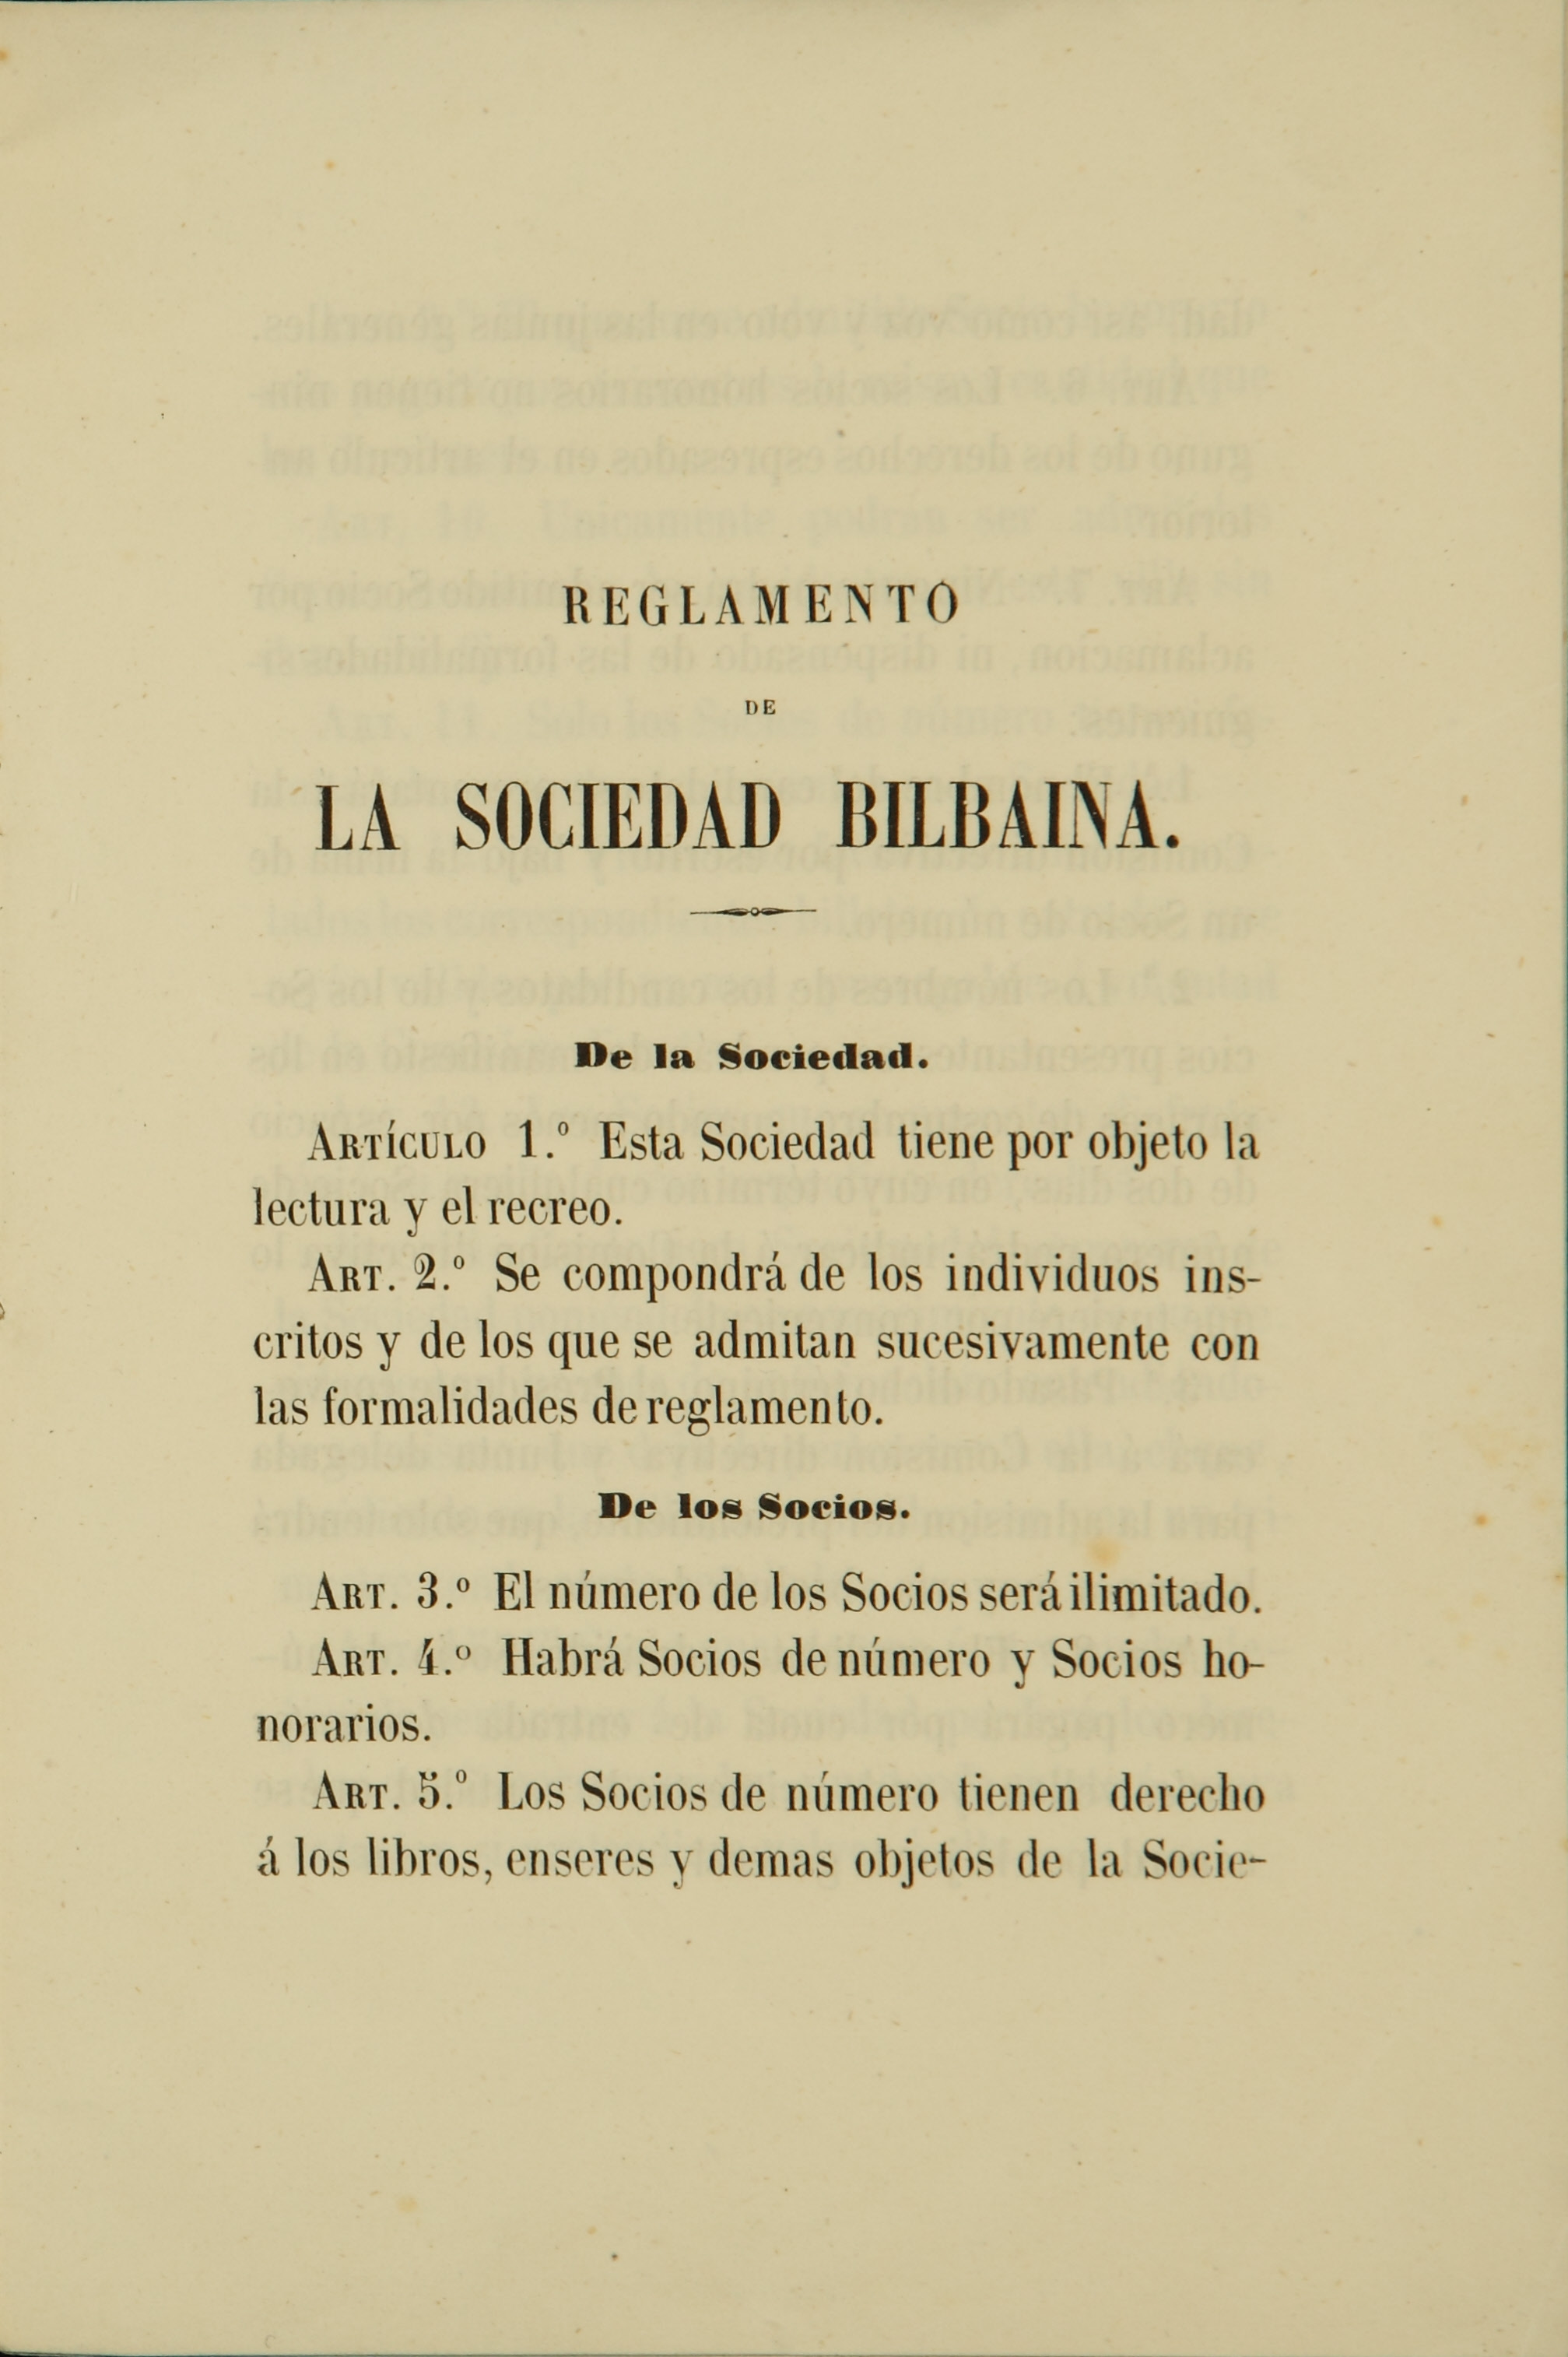 REGLAMENTO
DE
LA SOCIEDAD BILBAINA.
De la Sociedad.
ARTÍCULO 1.º Esta Sociedad tiene por objeto la
lectura y el recreo.
ART. 2.º Se compondrá de los individuos ins-
critos y de los que se admitan sucesivamente con
las formalidades de reglamento.
De los Socios.
ART. 3.º El número de los Socios será ilimitado.
ART. 4.º Habrá Socios de número y Socios ho-
norarios.
ART. 5.º Los Socios de número tienen derecho
á los libros, enseres y demas objetos de la Socie-